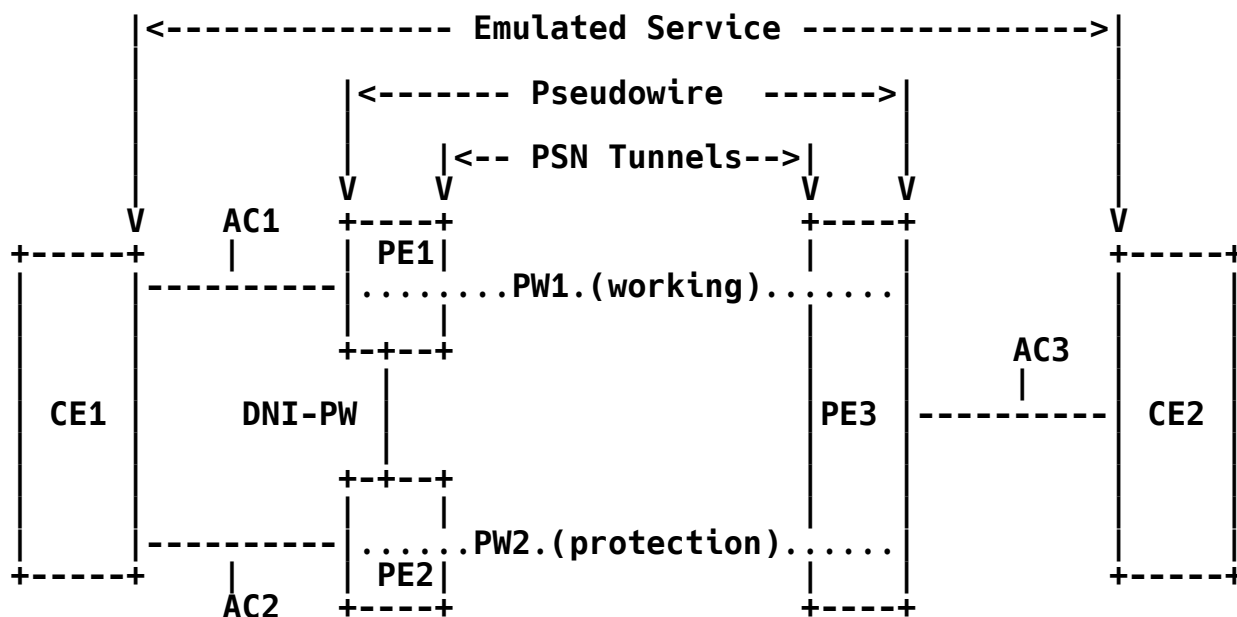 |<--------------- Emulated Service --------------->|
|<------- Pseudowire ------>|
|<-- PSN Tunnels-->|
V V V V
V AC1 +----+ +----+ V
+-----+ | | PE1| | | +-----+
| |----------|........PW1.(working).......| | |
| | | | | | | |
| | +-+--+ | | AC3 | |
| | | | | | | |
| CE1 | DNI-PW | |PE3 |----------| CE2 |
| | | | | | |
| | +-+--+ | | | |
| | | | | | | |
| |----------|......PW2.(protection)......| | |
+-----+ | | PE2| | | +-----+
AC2 +----+ +----+